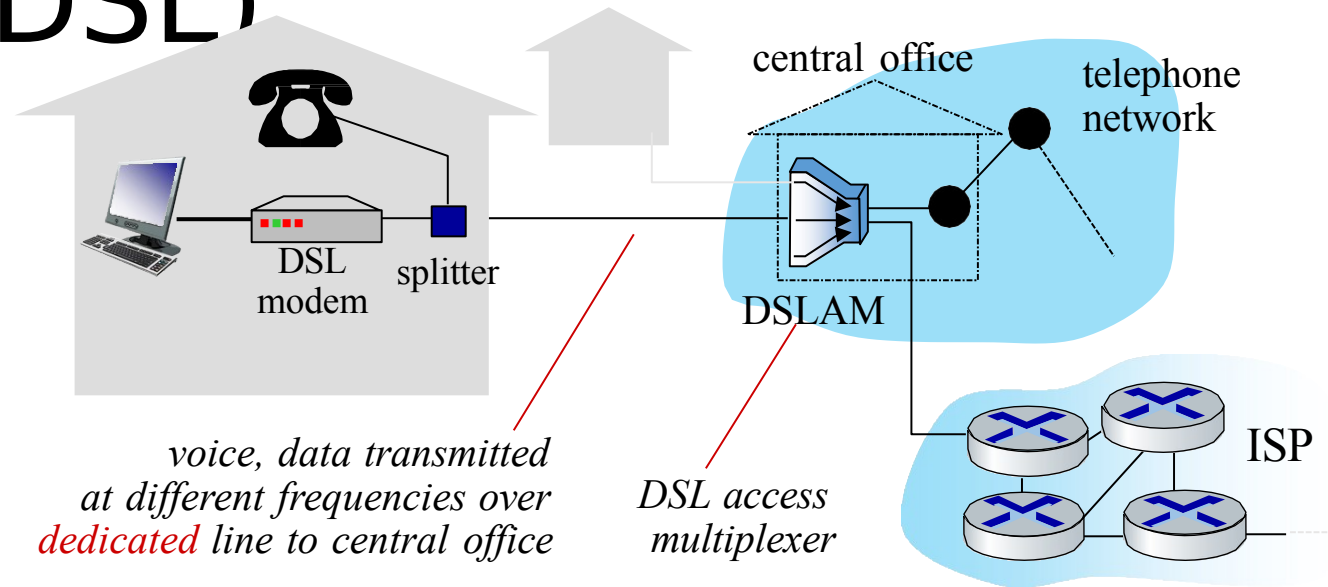 DSL)
central office
telephone
network
DSL
modem
splitter
DSLAM
ISP
voice, data transmitted
at different frequencies over
dedicated line to central office
DSL access
multiplexer